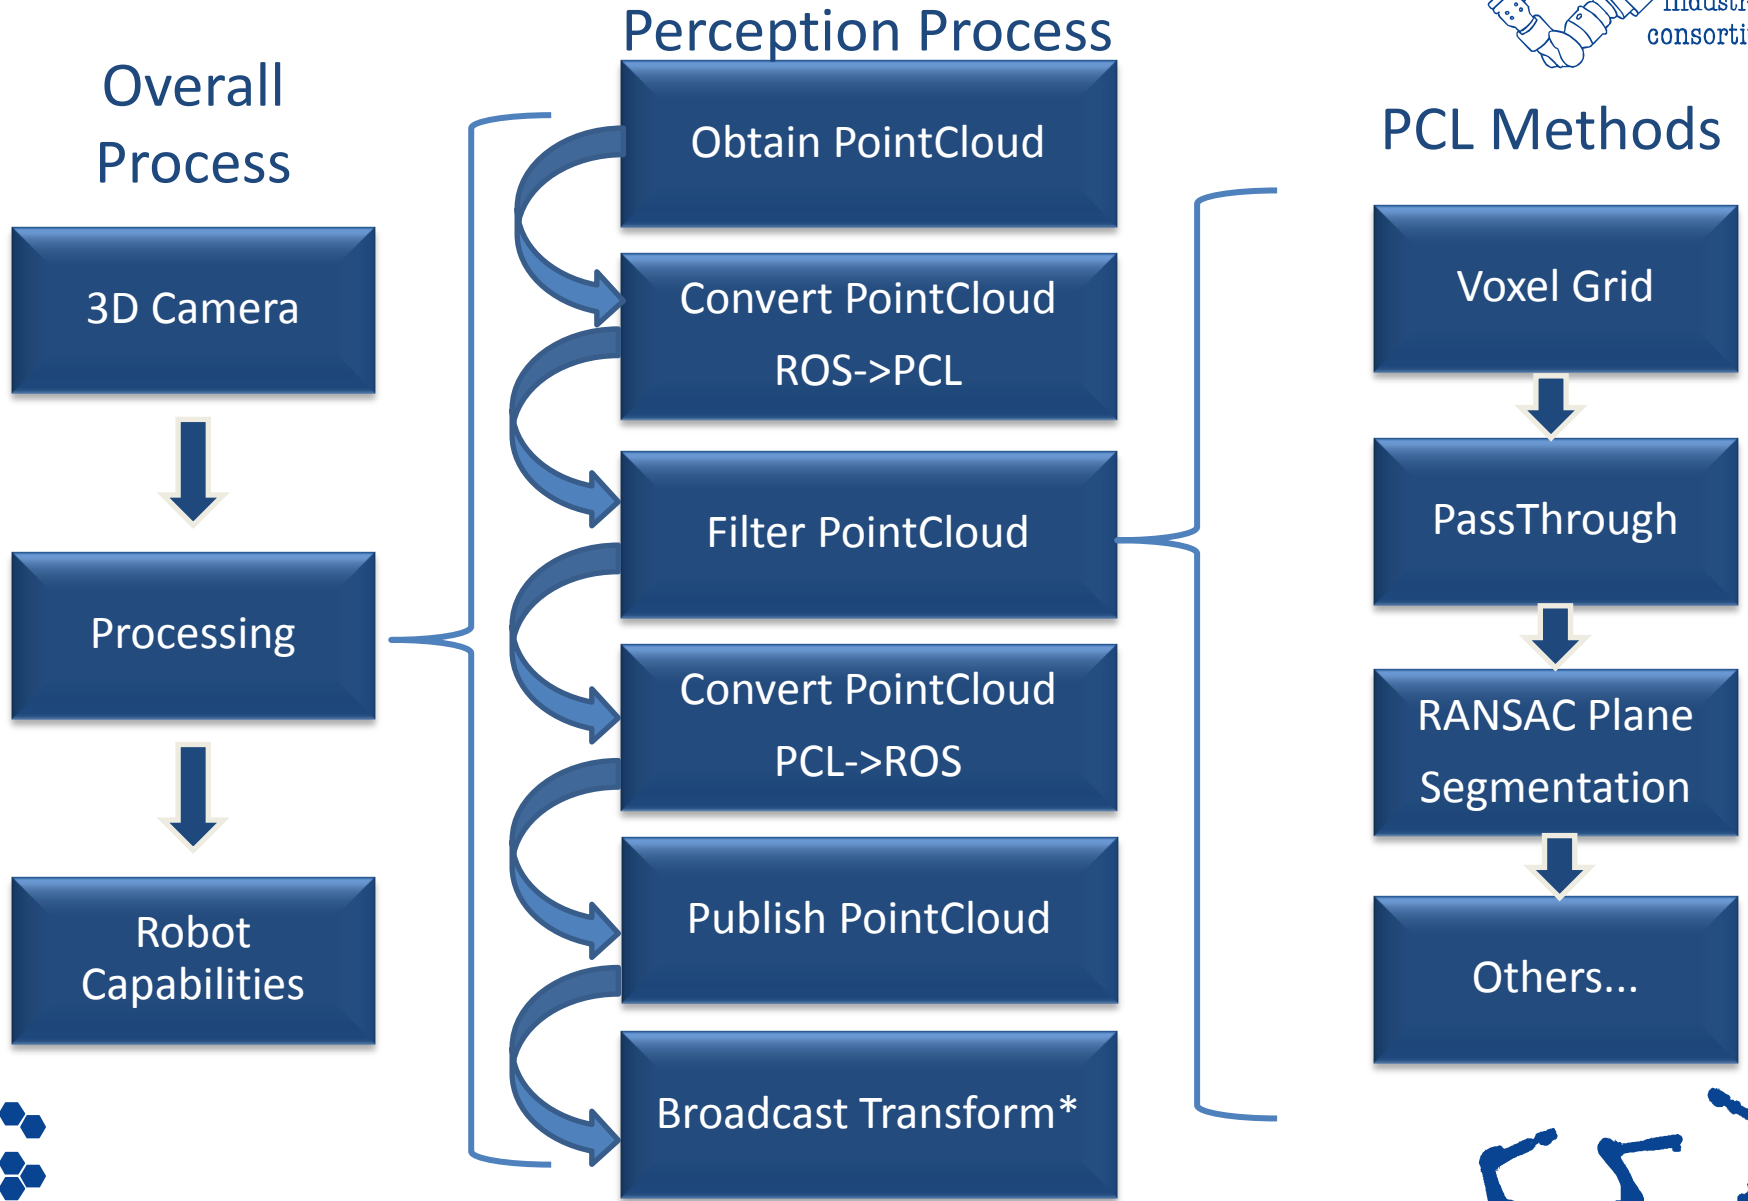 Perception Process
Overall
Process
3D Camera
Processing
Robot
Capabilities
Obtain PointCloud
Convert PointCloud
ROS->PCL
Filter PointCloud
Convert PointCloud
PCL->ROS
Publish PointCloud
Broadcast Transform*
PCL Methods
Voxel Grid
PassThrough
RANSAC Plane
Segmentation
Others...